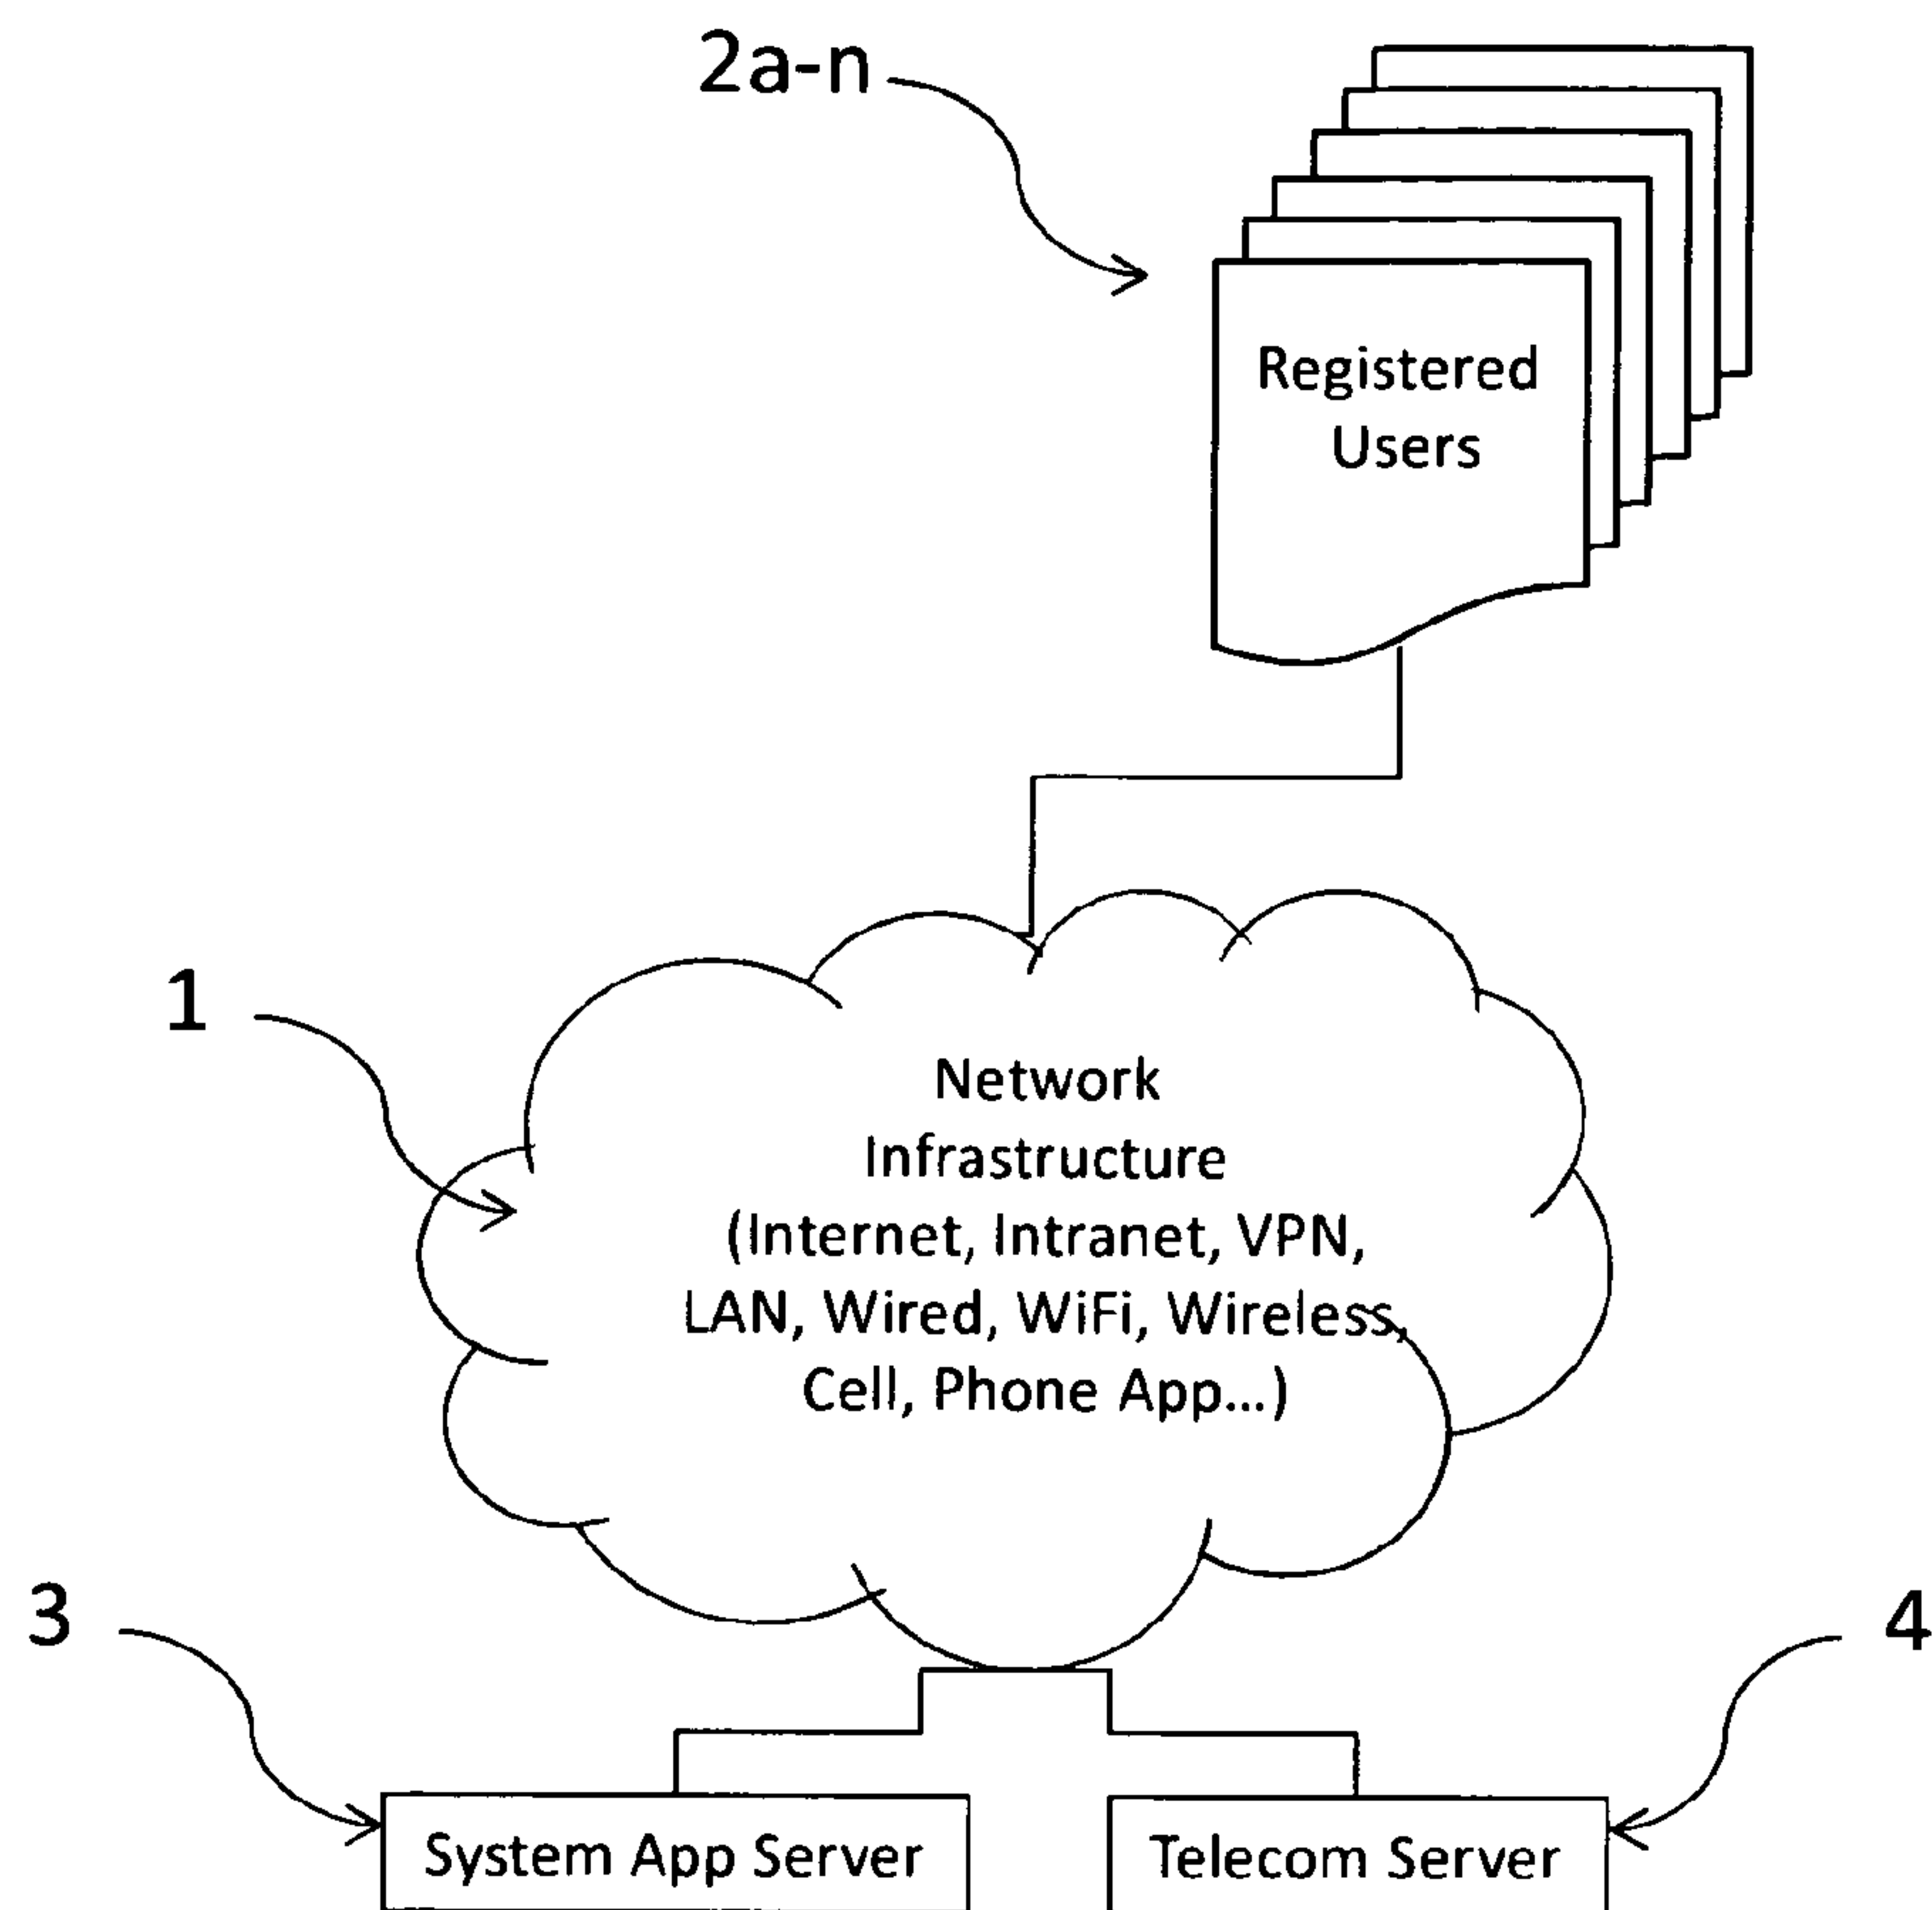 2a-n
Registered
Users
1
Network
Infrastructure
(Internet, Intranet, VPN,
LAN, Wired, WiFi, Wireless,
Cell, Phone App...)
3
4
System App Server
Telecom Server